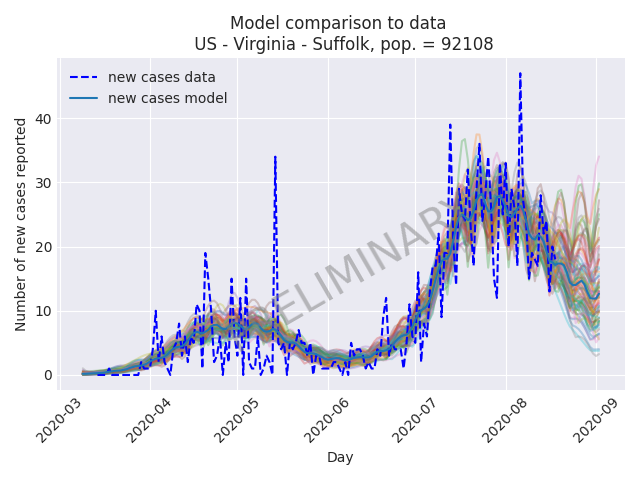 Model comparison to data
US - Virginia - Suffolk, pop. = 92108
new cases data
new cases model
Number of new cases reported
40
30
20
10
0
ELIMINARY
2020-03
2020-04
2020-05
2020-06
2020-07
2020-08
2020-09
Day